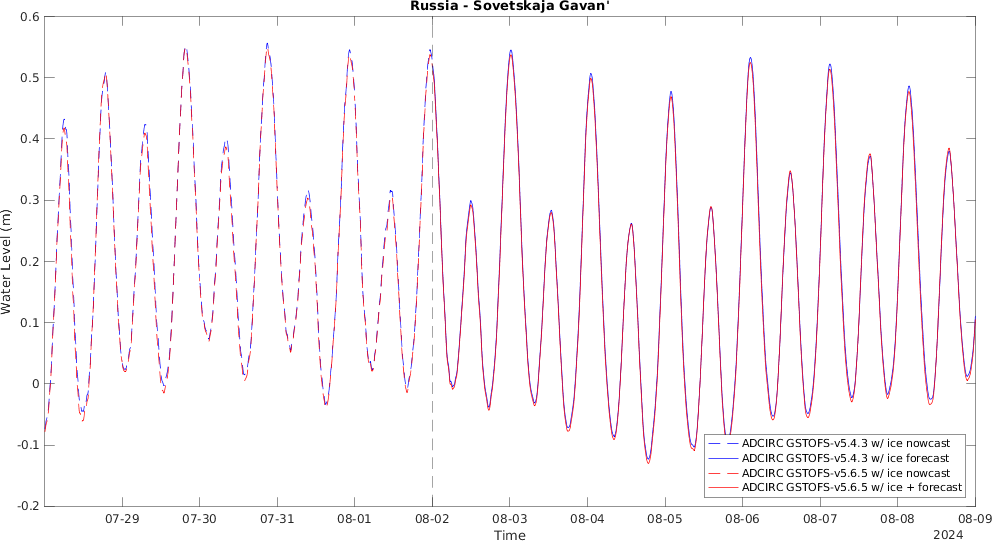 Russia - Sovetskaja Gavan'
0.6
0.5
0.4
0.3
0.2
0.1
0
-0.1
-0.2
Water Level (m)
ADCIRC GSTOFS-v5.4.3 w/ ice nowcast
ADCIRC GSTOFS-v5.4.3 w/ ice forecast
ADCIRC GSTOFS-v5.6.5 w/ ice nowcast
ADCIRC GSTOFS-v5.6.5 w/ ice + forecast
07-29 07-30 07-31 08-01 08-02 08-03 08-04 08-05 08-06 08-07 08-08 08-09
Time
2024